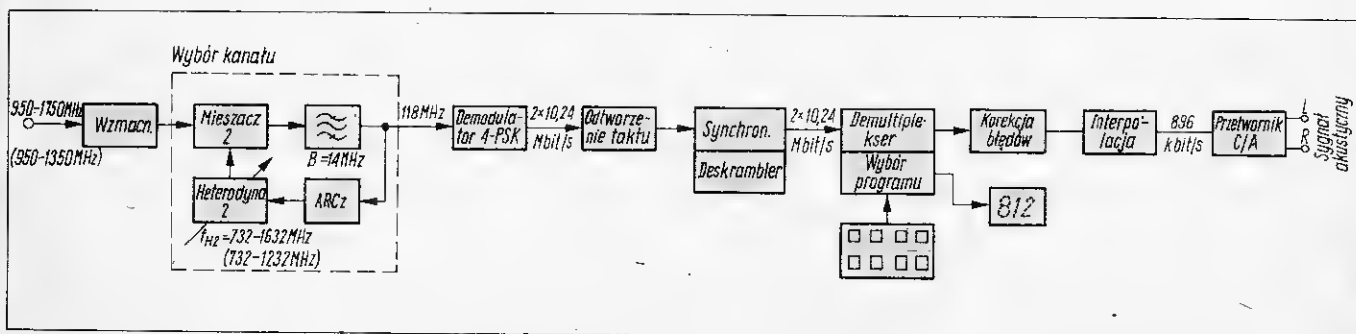 Wybór kanału
950-1750MHz
(950-1350MHz)
Wzmacn.
Mieszacz
2
B = 14MHz
Heterodyna
2
ARCz
fH2 = 732-1632MHz
(732-1232MHz)
118MHz
Demodula-
tor 4-PSK
2×10,24
Mbit/s
Odtworze-
nie taktu
Synchron.
Deskrambler
2×10,24
Mbit/s
Demultiple-
kser
Wybór
programu
812
Korekcja
błędów
Interpo-
lacja
896
kbit/s
Przetwornik
C/A
L
R
Sygnał
akustyczny